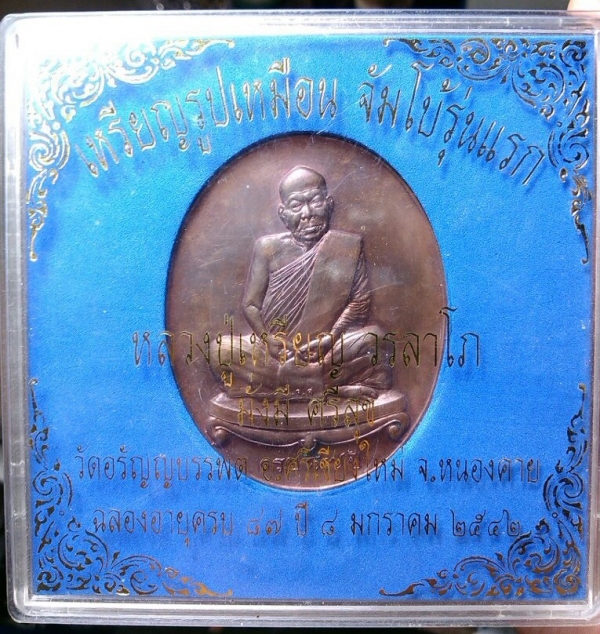 เหรียญรูปเหมือน จัมโบ้รุ่นแรก
หลวงปู่เหรียญ วรลาโภ
มั่งมี ศรีสุข
วัดอรัญญบรรพต อ.ศรีเชียงใหม่ จ.หนองคาย
ฉลองอายุครบ ๘๗ ปี ๘ มกราคม ๒๕๔๒